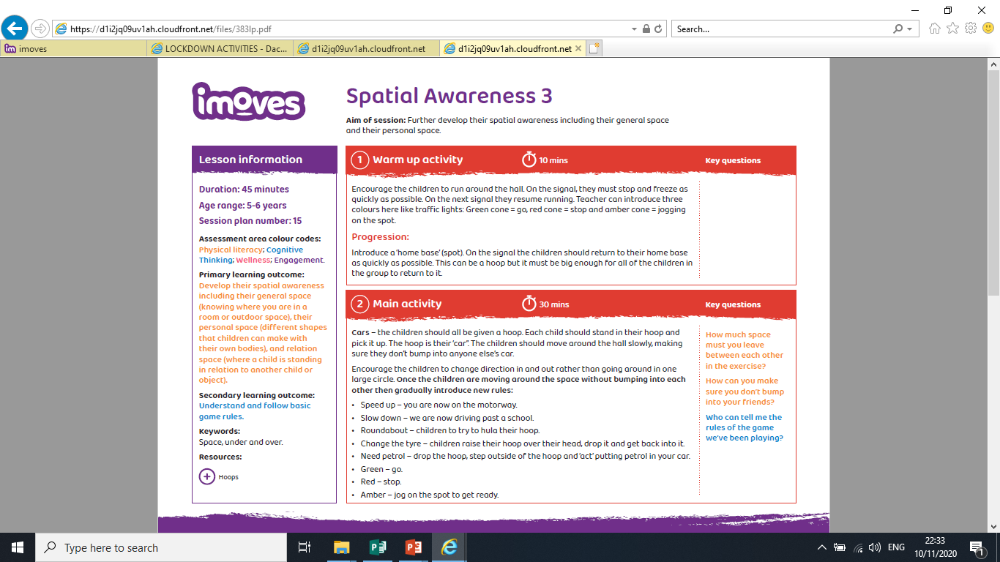 https://d1i2jq09uv1ah.cloudfront.net/files/383lp.pdf
Search...
imoves
LOCKDOWN ACTIVITIES - Dac...
d1i2jq09uv1ah.cloudfront.net
d1i2jq09uv1ah.cloudfront.net
imoves
Spatial Awareness 3
Aim of session: Further develop their spatial awareness including their general space
and their personal space.
Lesson information
Duration: 45 minutes
Age range: 5-6 years
Session plan number: 15
Assessment area colour codes:
Physical literacy; Cognitive
Thinking; Wellness; Engagement.
Primary learning outcome:
Develop their spatial awareness
including their general space
(knowing where you are in a
room or outdoor space), their
personal space (different shapes
that children can make with
their own bodies), and relation
space (where a child is standing
in relation to another child or
object).
Secondary learning outcome:
Understand and follow basic
game rules.
Keywords:
Space, under and over.
Resources:
Hoops
1 Warm up activity
10 mins
Key questions
Encourage the children to run around the hall. On the signal, they must stop and freeze as
quickly as possible. On the next signal they resume running. Teacher can introduce three
colours here like traffic lights: Green cone = go, red cone = stop and amber cone = jogging
on the spot.
Progression:
Introduce a 'home base' (spot). On the signal the children should return to their home base
as quickly as possible. This can be a hoop but it must be big enough for all of the children in
the group to return to it.
2 Main activity
30 mins
Key questions
Cars – the children should all be given a hoop. Each child should stand in their hoop and
pick it up. The hoop is their 'car". The children should move around the hall slowly, making
sure they don't bump into anyone else's car.
Encourage the children to change direction in and out rather than going around in one
large circle. Once the children are moving around the space without bumping into each
other then gradually introduce new rules:
• Speed up – you are now on the motorway.
• Slow down – we are now driving past a school.
• Roundabout – children to try to hula their hoop.
• Change the tyre – children raise their hoop over their head, drop it and get back into it.
• Need petrol – drop the hoop, step outside of the hoop and 'act' putting petrol in your car.
• Green – go.
• Red – stop.
• Amber – jog on the spot to get ready.
How much space
must you leave
between each other
in the exercise?
How can you make
sure you don't bump
into your friends?
Who can tell me the
rules of the game
we've been playing?
Type here to search
ENG
22:33
10/11/2020
1